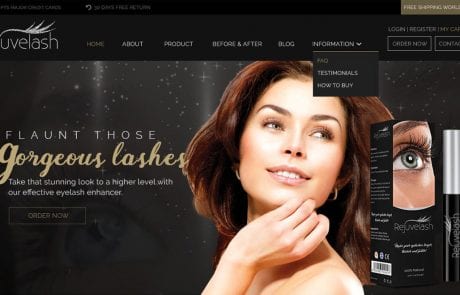 MAJOR CREDIT CARDS
30 DAYS FREE RETURN
FREE SHIPPING WORLD
LOGIN | REGISTER | MY CAR
uvelash
HOME
ABOUT
PRODUCT
BEFORE & AFTER
BLOG
INFORMATION
ORDER NOW
CONTAC
FAQ
TESTIMONIALS
HOW TO BUY
FLAUNT THOSE
gorgeous lashes
Take that stunning look to a higher level.with
our effective eyelash enhancer.
ORDER NOW
Rejuvelash